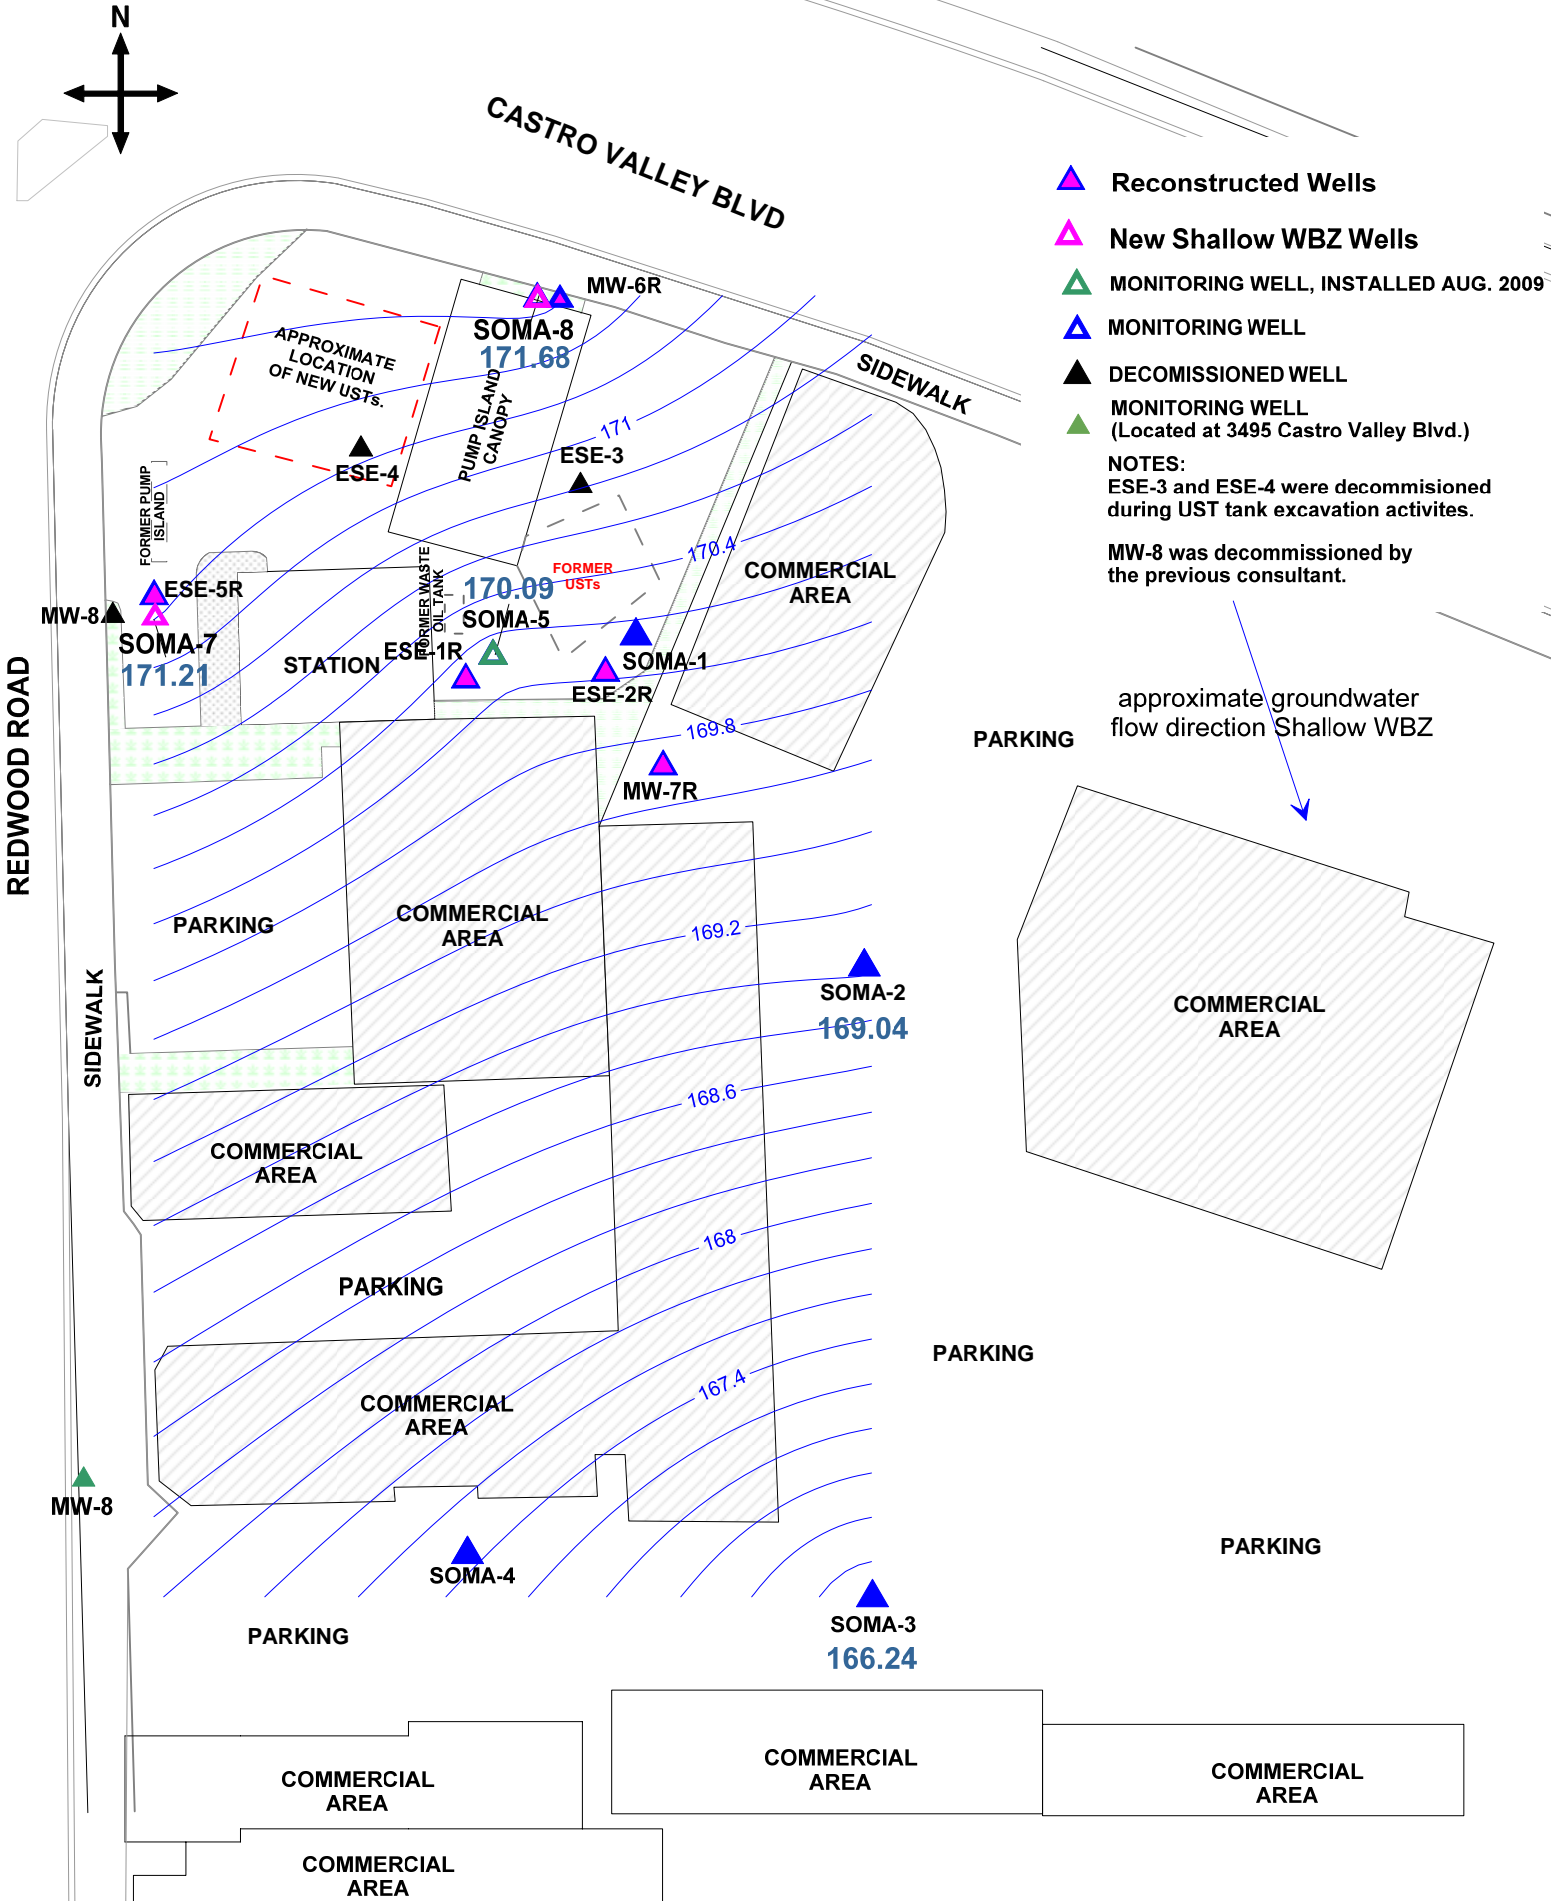 N
CASTRO VALLEY BLVD
Reconstructed Wells
New Shallow WBZ Wells
MONITORING WELL, INSTALLED AUG. 2009
MONITORING WELL
DECOMISSIONED WELL
MONITORING WELL
(Located at 3495 Castro Valley Blvd.)
NOTES:
ESE-3 and ESE-4 were decommisioned
during UST tank excavation activites.
MW-8 was decommissioned by
the previous consultant.
approximate groundwater
flow direction Shallow WBZ
MW-6R
SOMA-8
171.68
SIDEWALK
APPROXIMATE
LOCATION
OF NEW USTs.
PUMP ISLAND
CANOPY
171
ESE-3
ESE-4
FORMER PUMP
ISLAND
170.4
COMMERCIAL
AREA
FORMER WASTE
OIL TANK
170.09
SOMA-5
FORMER
USTs
ESE-5R
MW-8
SOMA-7
171.21
STATION
ESE-1R
SOMA-1
ESE-2R
169.8
MW-7R
PARKING
REDWOOD ROAD
PARKING
COMMERCIAL
AREA
169.2
SOMA-2
169.04
COMMERCIAL
AREA
SIDEWALK
168.6
COMMERCIAL
AREA
168
PARKING
PARKING
167.4
COMMERCIAL
AREA
MW-8
SOMA-4
PARKING
SOMA-3
166.24
PARKING
COMMERCIAL
AREA
COMMERCIAL
AREA
COMMERCIAL
AREA
COMMERCIAL
AREA